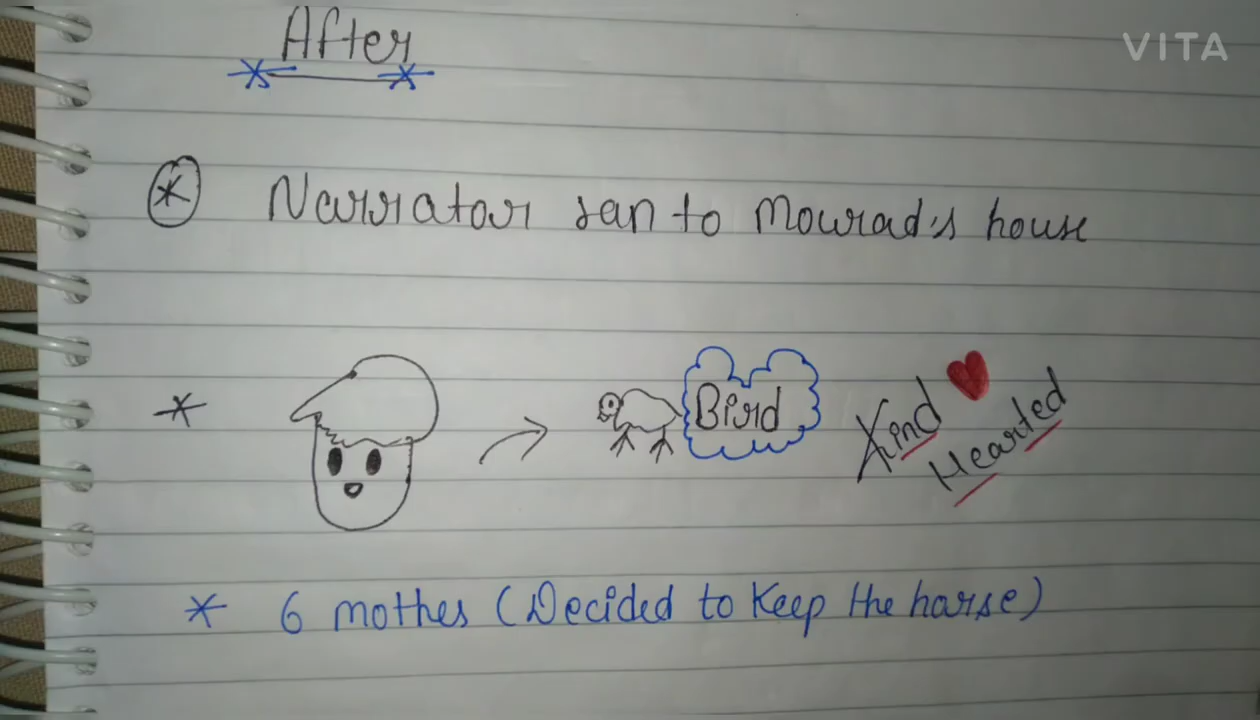 After
VITA
Narrator ran to Mourad's house
Bird
Kind
Hearted
* 6 mothes (Decided to Keep the harse)